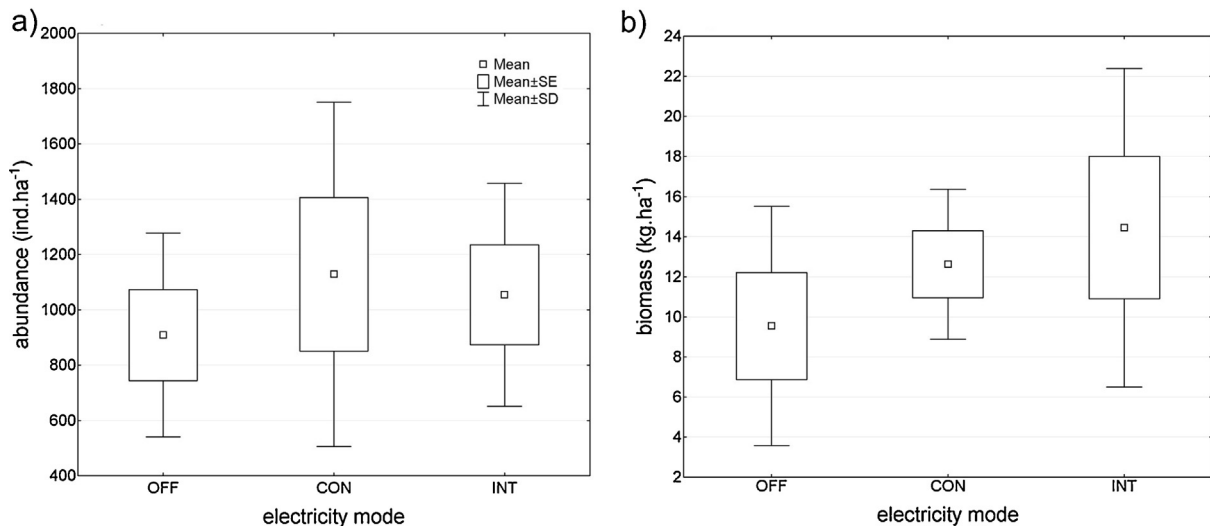 a)
2000
1800
1600
1400
1200
1000
800
600
400
abundance (ind.ha⁻¹)
Mean
Mean±SE
Mean±SD
OFF CON INT
electricity mode
b)
24
22
20
18
16
14
12
10
8
6
4
2
biomass (kg.ha⁻¹)
OFF CON INT
electricity mode